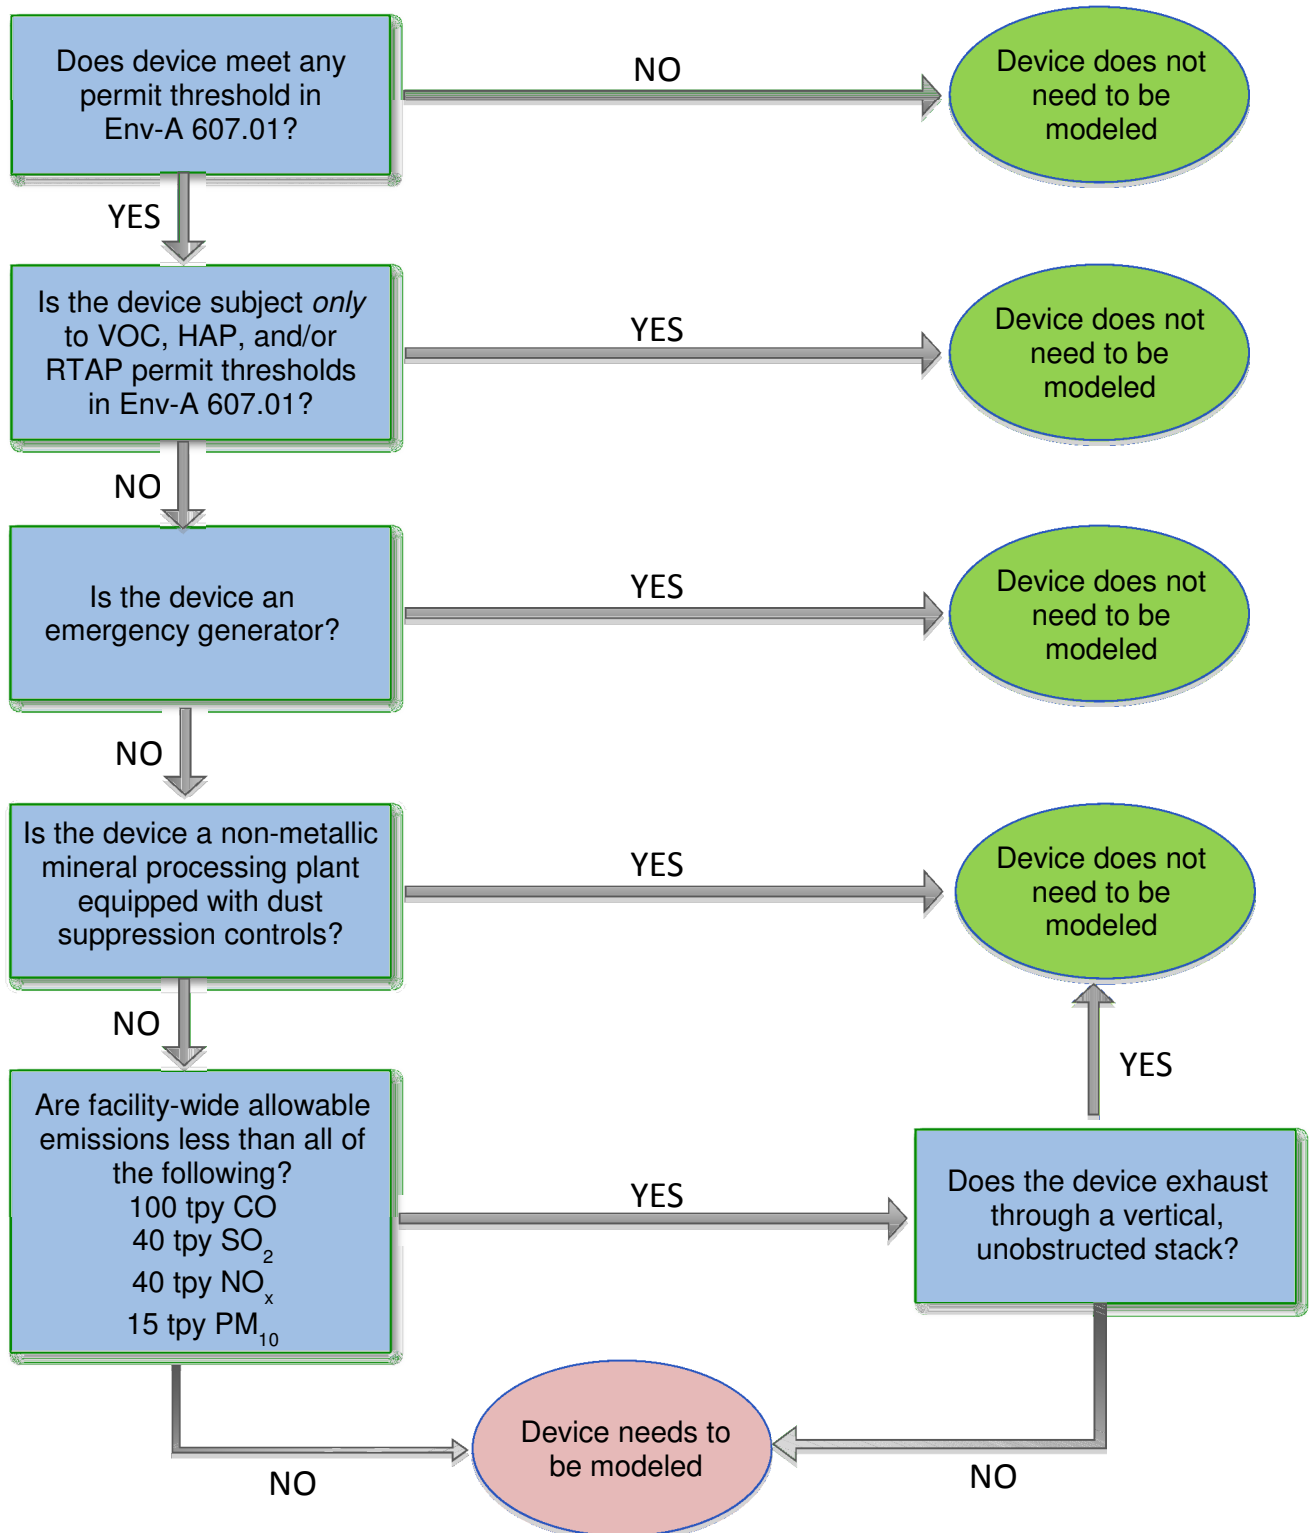 Does device meet any
permit threshold in
Env-A 607.01?
NO
Device does not
need to be
modeled
YES
Is the device subject only
to VOC, HAP, and/or
RTAP permit thresholds
in Env-A 607.01?
YES
Device does not
need to be
modeled
NO
Is the device an
emergency generator?
YES
Device does not
need to be
modeled
NO
Is the device a non-metallic
mineral processing plant
equipped with dust
suppression controls?
YES
Device does not
need to be
modeled
NO
YES
Are facility-wide allowable
emissions less than all of
the following?
100 tpy CO
40 tpy SO2
40 tpy NOx
15 tpy PM10
YES
Does the device exhaust
through a vertical,
unobstructed stack?
NO
Device needs to
be modeled
NO